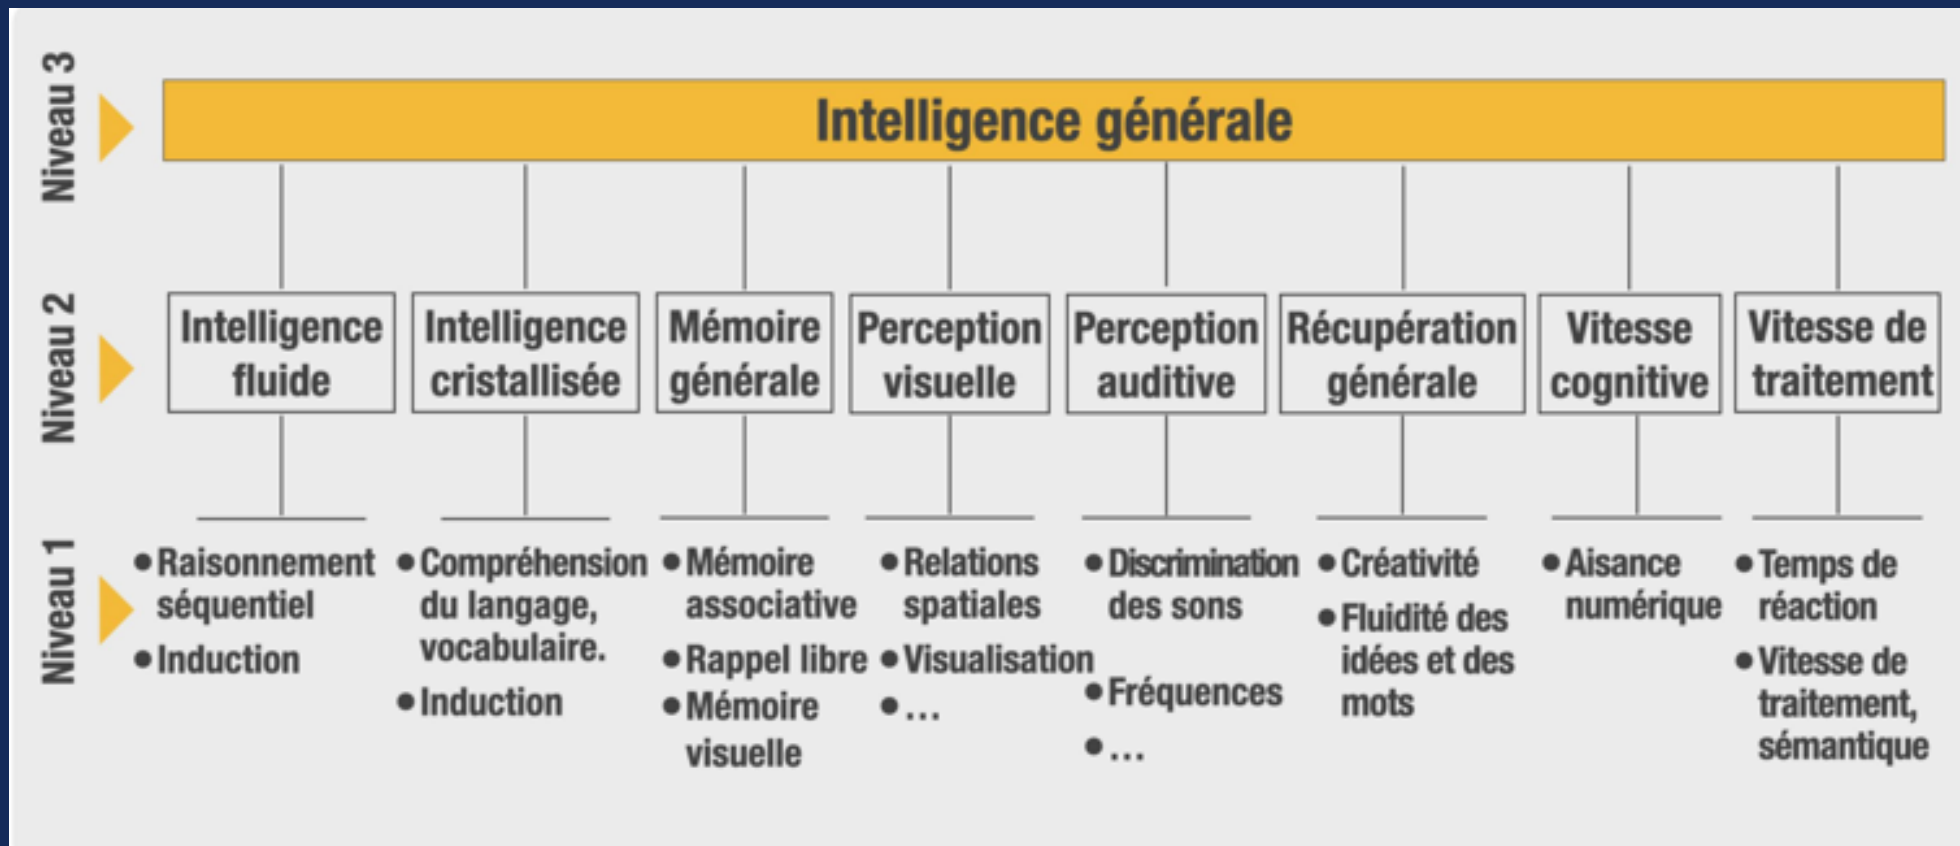 Niveau 3
Intelligence générale
Niveau 2
Intelligence
fluide
Intelligence
cristallisée
Mémoire
générale
Perception
visuelle
Perception
auditive
Récupération
générale
Vitesse
cognitive
Vitesse de
traitement
Niveau 1
• Raisonnement
séquentiel
• Induction
• Compréhension
du langage,
vocabulaire.
• Induction
• Mémoire
associative
• Rappel libre
• Mémoire
visuelle
• Relations
spatiales
• Visualisation
• ...
• Discrimination
des sons
• Fréquences
• ...
• Créativité
• Fluidité des
idées et des
mots
• Aisance
numérique
• Temps de
réaction
• Vitesse de
traitement,
sémantique